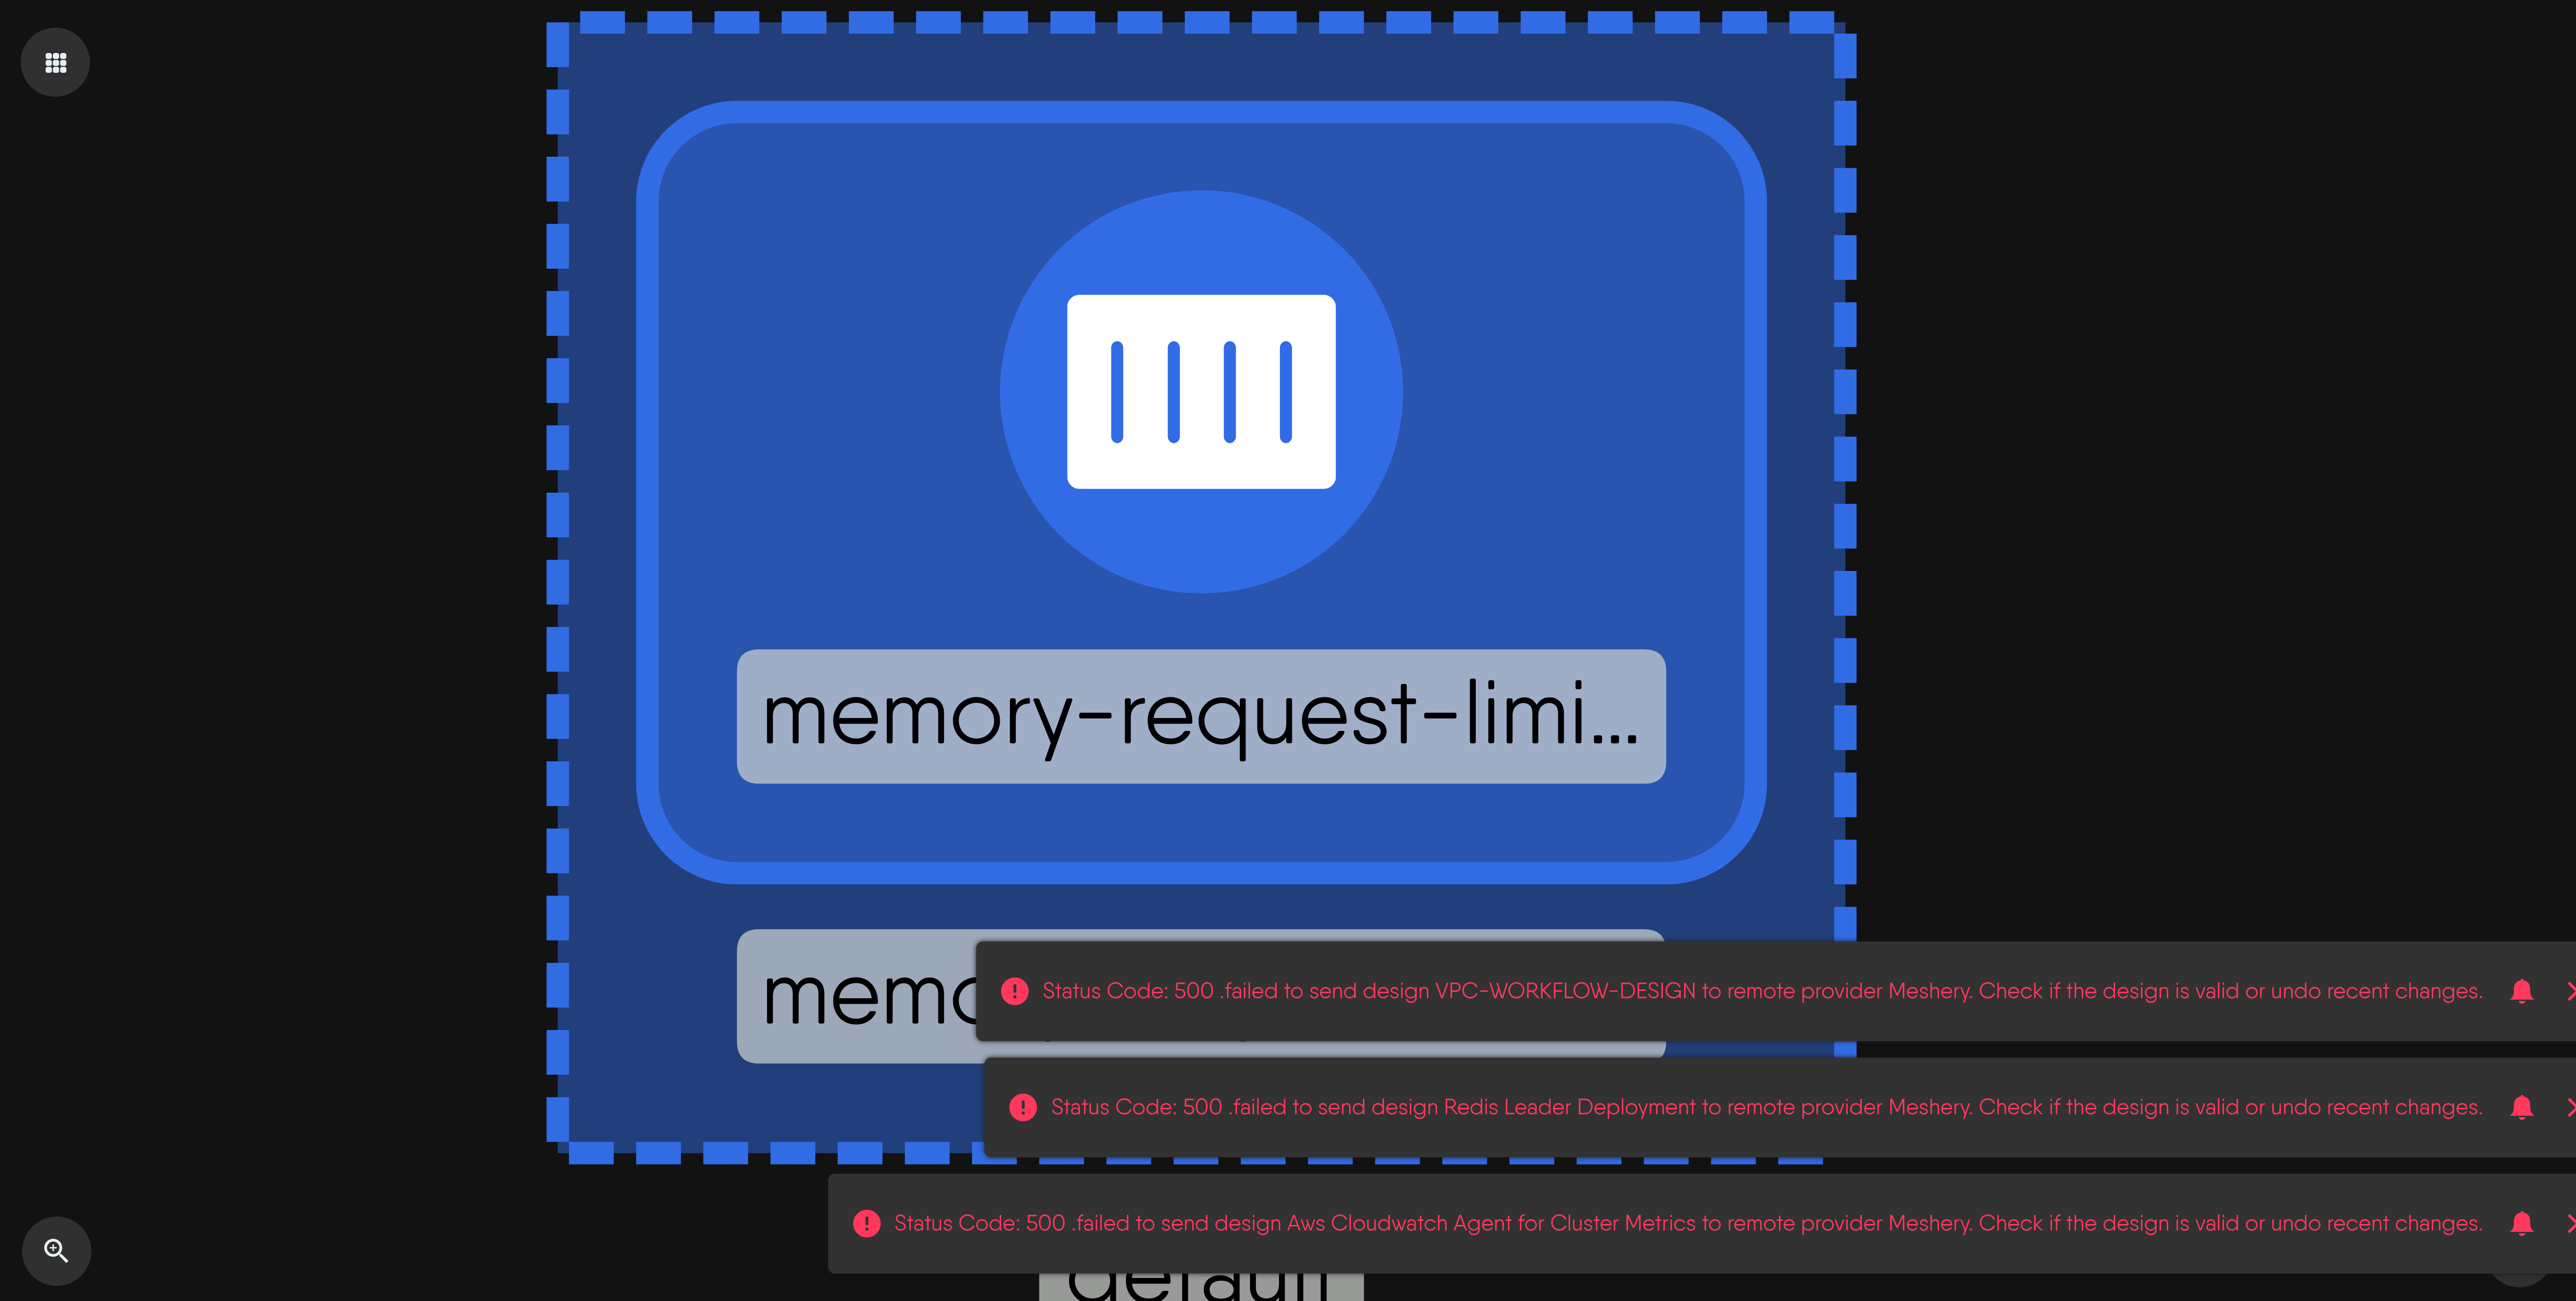 memory-request-limi...
Status Code: 500 .failed to send design VPC-WORKFLOW-DESIGN to remote provider Meshery. Check if the design is valid or undo recent changes.
Status Code: 500 .failed to send design Redis Leader Deployment to remote provider Meshery. Check if the design is valid or undo recent changes.
Status Code: 500 .failed to send design Aws Cloudwatch Agent for Cluster Metrics to remote provider Meshery. Check if the design is valid or undo recent changes.
default